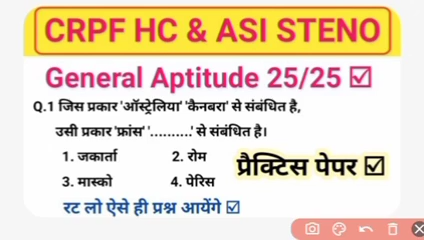 CRPF HC & ASI STENO
General Aptitude 25/25 ☑
Q.1 जिस प्रकार 'ऑस्ट्रेलिया' 'कैनबरा' से संबंधित है,
उसी प्रकार 'फ्रांस' '..........' से संबंधित है।
1. जकार्ता 2. रोम
3. मास्को 4. पेरिस
प्रैक्टिस पेपर ☑
रट लो ऐसे ही प्रश्न आयेंगे ☑